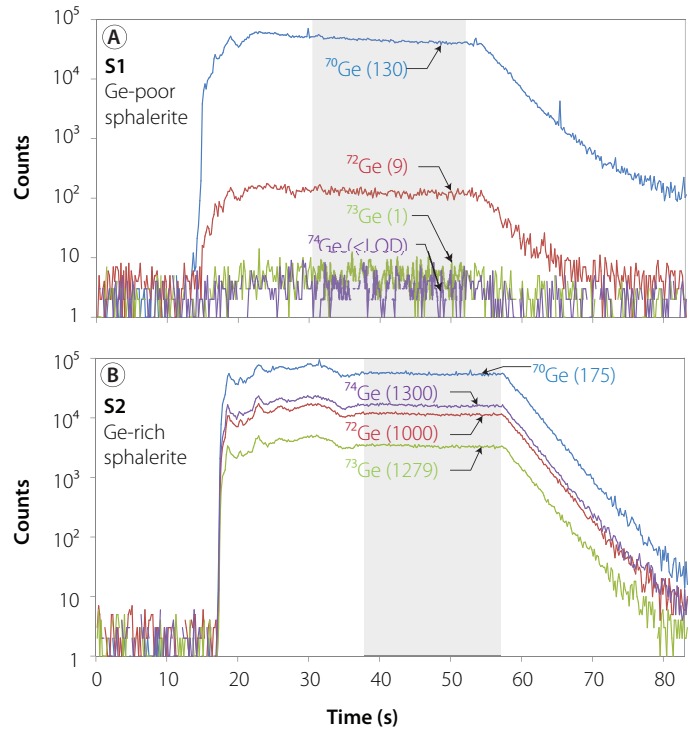 A
S1
Ge-poor
sphalerite
⁷⁰Ge (130)
⁷²Ge (9)
⁷³Ge (1)
⁷⁴Ge (<LOD)
Counts
10⁵
10⁴
10³
10²
10
1
B
S2
Ge-rich
sphalerite
⁷⁰Ge (175)
⁷⁴Ge (1300)
⁷²Ge (1000)
⁷³Ge (1279)
Counts
10⁵
10⁴
10³
10²
10
1
0 10 20 30 40 50 60 70 80
Time (s)